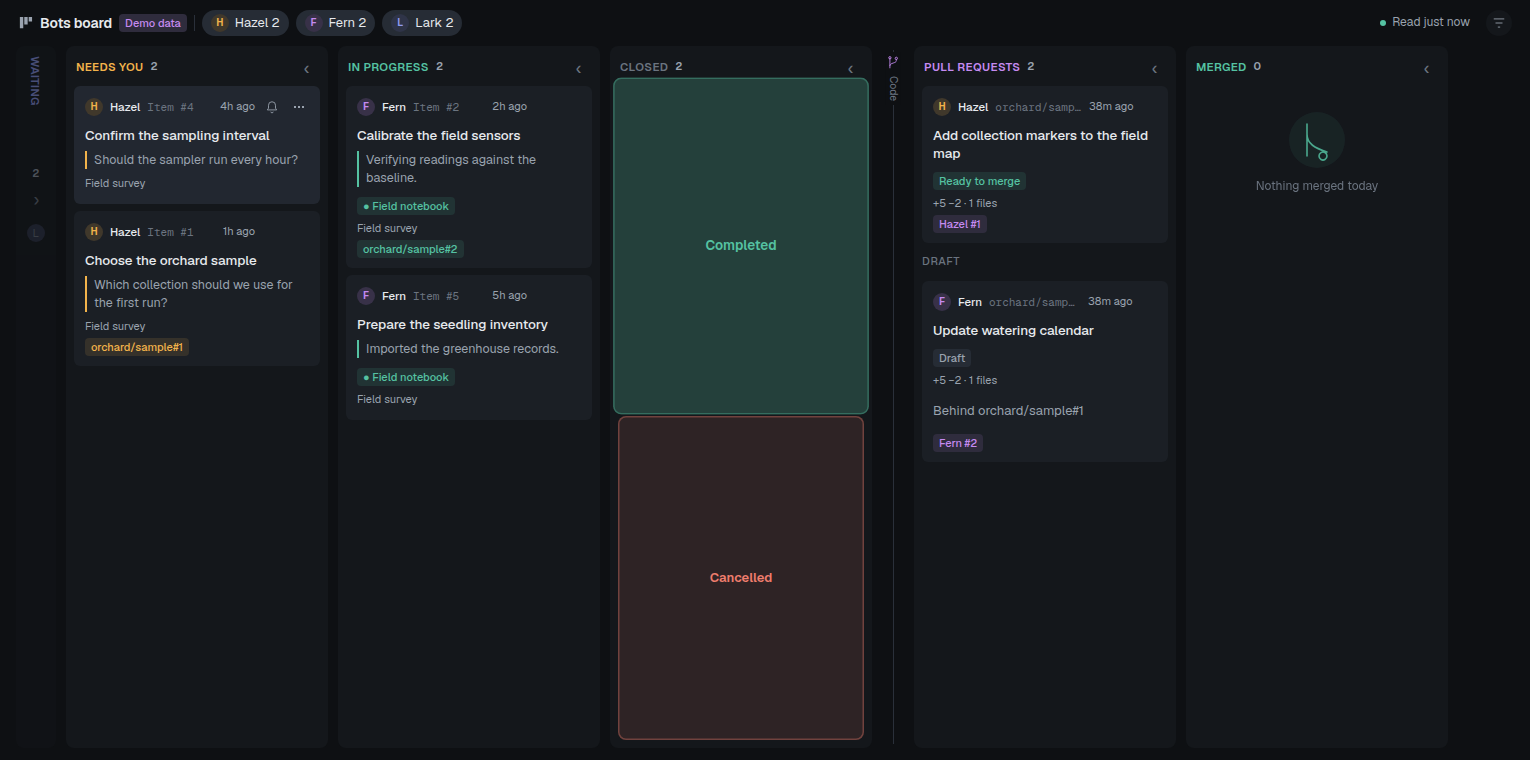 Bots board Demo data H Hazel 2 F Fern 2 L Lark 2 Read just now
WAITING
2
L
NEEDS YOU 2
H Hazel Item #4 4h ago
Confirm the sampling interval
Should the sampler run every hour?
Field survey
H Hazel Item #1 1h ago
Choose the orchard sample
Which collection should we use for
the first run?
Field survey
orchard/sample#1
IN PROGRESS 2
F Fern Item #2 2h ago
Calibrate the field sensors
Verifying readings against the
baseline.
Field notebook
Field survey
orchard/sample#2
F Fern Item #5 5h ago
Prepare the seedling inventory
Imported the greenhouse records.
Field notebook
Field survey
CLOSED 2
Completed
Cancelled
Code
PULL REQUESTS 2
H Hazel orchard/samp… 38m ago
Add collection markers to the field
map
Ready to merge
+5 −2 · 1 files
Hazel #1
DRAFT
F Fern orchard/samp… 38m ago
Update watering calendar
Draft
+5 −2 · 1 files
Behind orchard/sample#1
Fern #2
MERGED 0
Nothing merged today